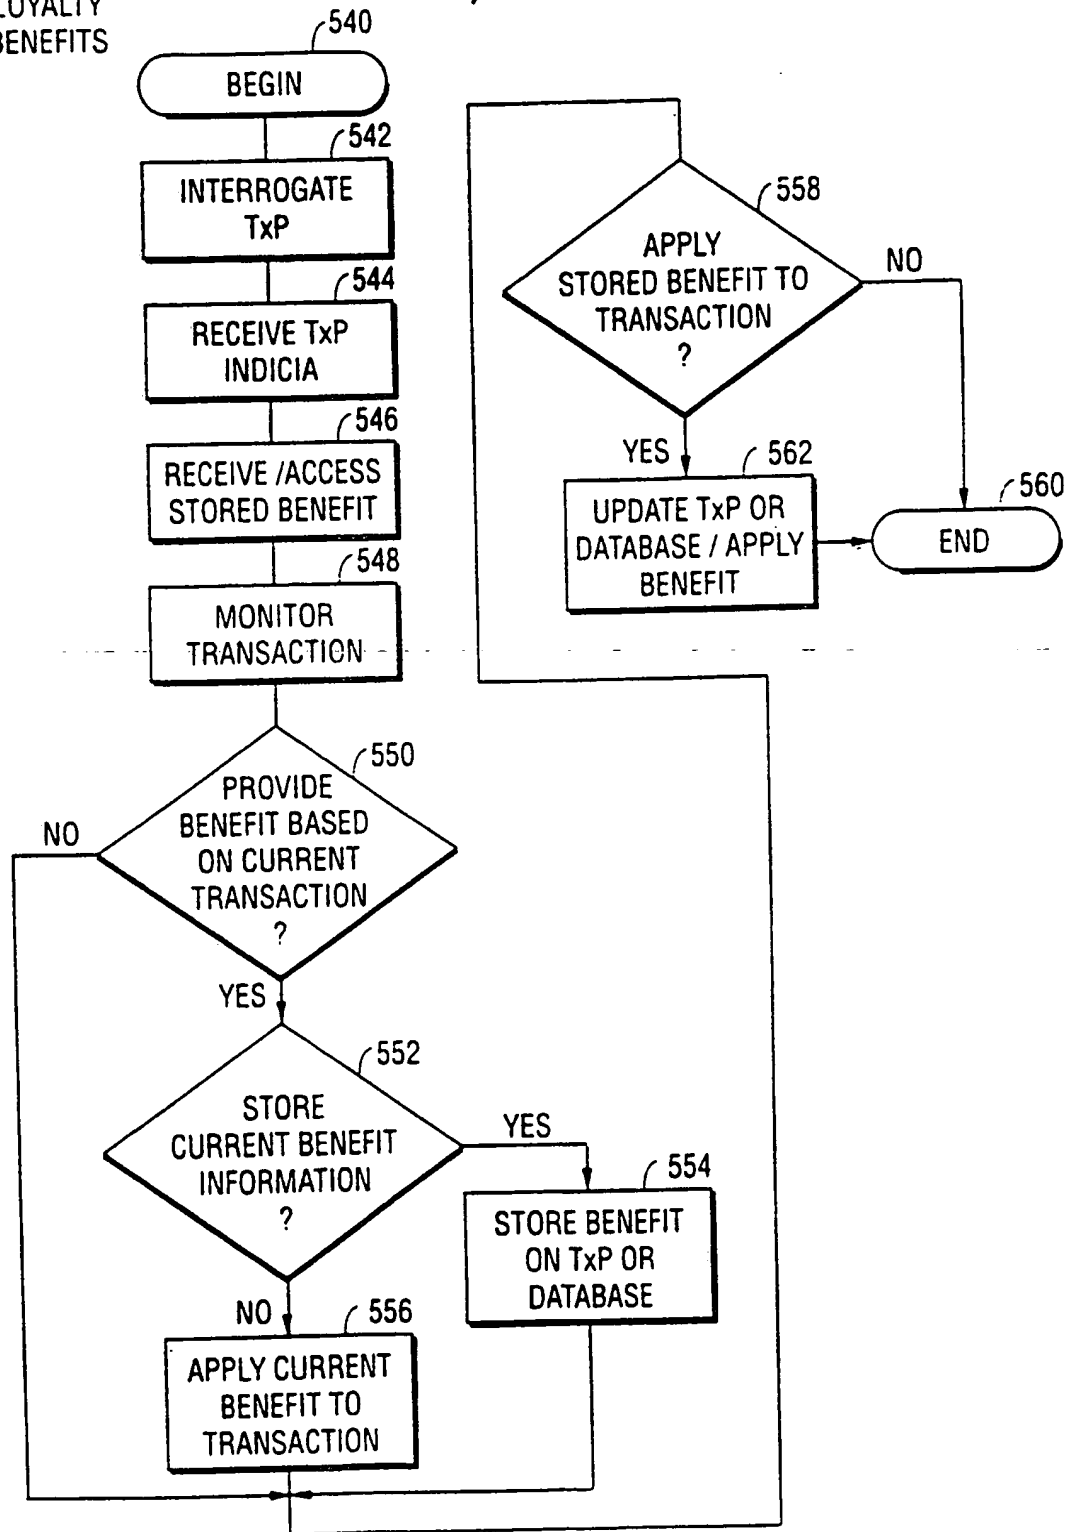 LOYALTY
BENEFITS
540
BEGIN
542
INTERROGATE
TxP
544
RECEIVE TxP
INDICIA
546
RECEIVE /ACCESS
STORED BENEFIT
548
MONITOR
TRANSACTION
550
PROVIDE
BENEFIT BASED
ON CURRENT
TRANSACTION
?
NO
YES
552
STORE
CURRENT BENEFIT
INFORMATION
?
YES
554
STORE BENEFIT
ON TxP OR
DATABASE
NO
556
APPLY CURRENT
BENEFIT TO
TRANSACTION
558
APPLY
STORED BENEFIT TO
TRANSACTION
?
NO
YES
562
UPDATE TxP OR
DATABASE / APPLY
BENEFIT
560
END